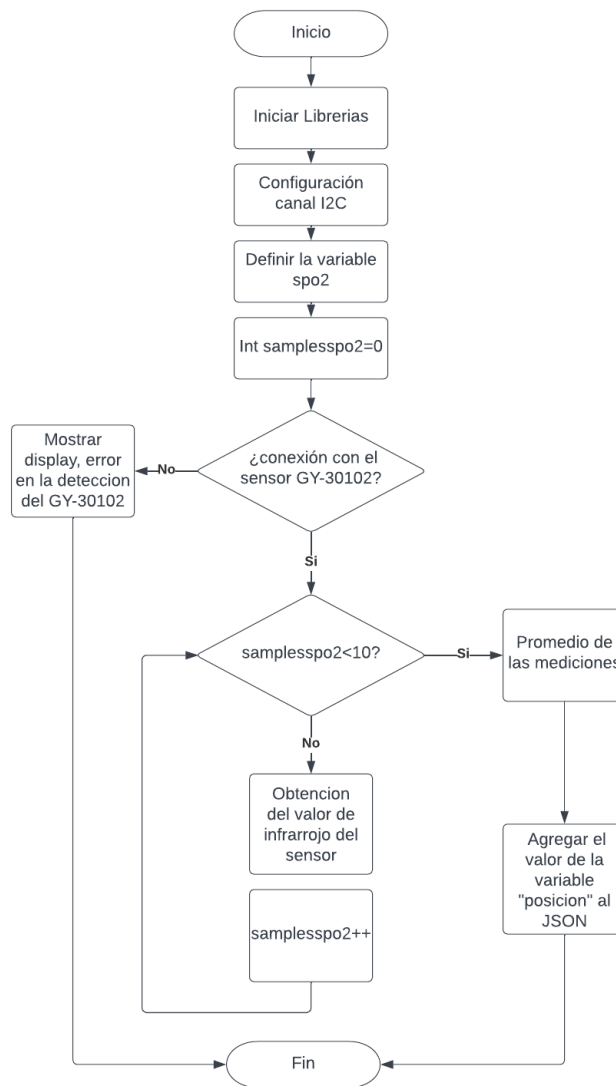 Inicio
Iniciar Librerias
Configuración
canal I2C
Definir la variable
spo2
Int samplesspo2=0
¿conexión con el
sensor GY-30102?
No
Mostrar
display, error
en la deteccion
del GY-30102
Si
samplesspo2<10?
Si
Promedio de
las mediciones
No
Obtencion
del valor de
infrarrojo del
sensor
Agregar el
valor de la
variable
"posicion" al
JSON
samplesspo2++
Fin